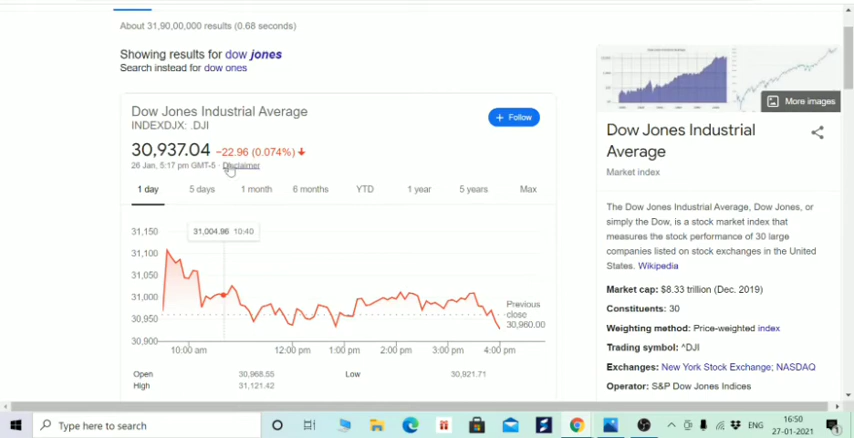 About 31,90,00,000 results (0.68 seconds)
Showing results for dow jones
Search instead for dow ones
Dow Jones Industrial Average
INDEXDJX: .DJI
+ Follow
30,937.04 −22.96 (0.074%) ↓
26 Jan, 5:17 pm GMT-5 · Disclaimer
1 day 5 days 1 month 6 months YTD 1 year 5 years Max
31,004.96 10:40
31,150
31,100
31,050
31,000
30,950
30,900
Previous
close
30,960.00
10:00 am 12:00 pm 1:00 pm 2:00 pm 3:00 pm 4:00 pm
Open 30,968.55 Low 30,921.71
High 31,121.42
More images
Dow Jones Industrial
Average
Market index
The Dow Jones Industrial Average, Dow Jones, or
simply the Dow, is a stock market index that
measures the stock performance of 30 large
companies listed on stock exchanges in the United
States. Wikipedia
Market cap: $8.33 trillion (Dec. 2019)
Constituents: 30
Weighting method: Price-weighted index
Trading symbol: ^DJI
Exchanges: New York Stock Exchange; NASDAQ
Operator: S&P Dow Jones Indices
Type here to search
ENG
16:50
27-01-2021